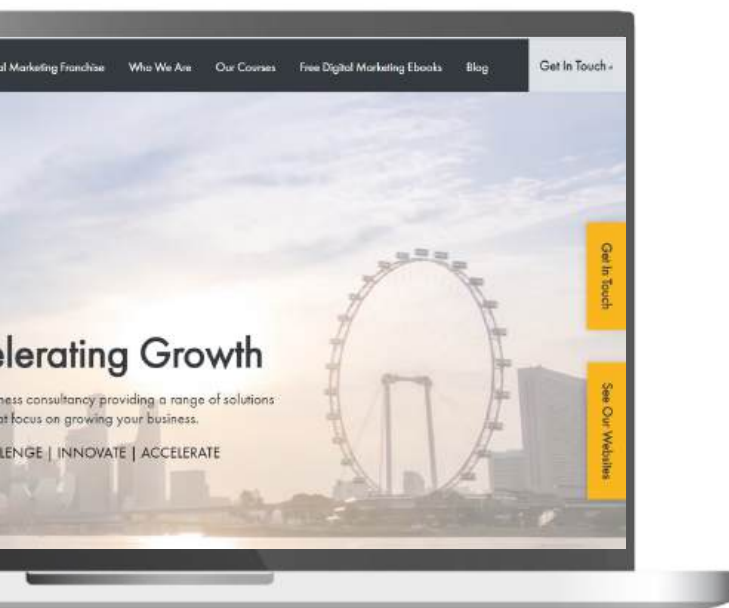 al Marketing Franchise Who We Are Our Courses Free Digital Marketing Ebooks Blog Get In Touch
Get In Touch
elerating Growth
ness consultancy providing a range of solutions
at focus on growing your business.
LENGE | INNOVATE | ACCELERATE
See Our Websites